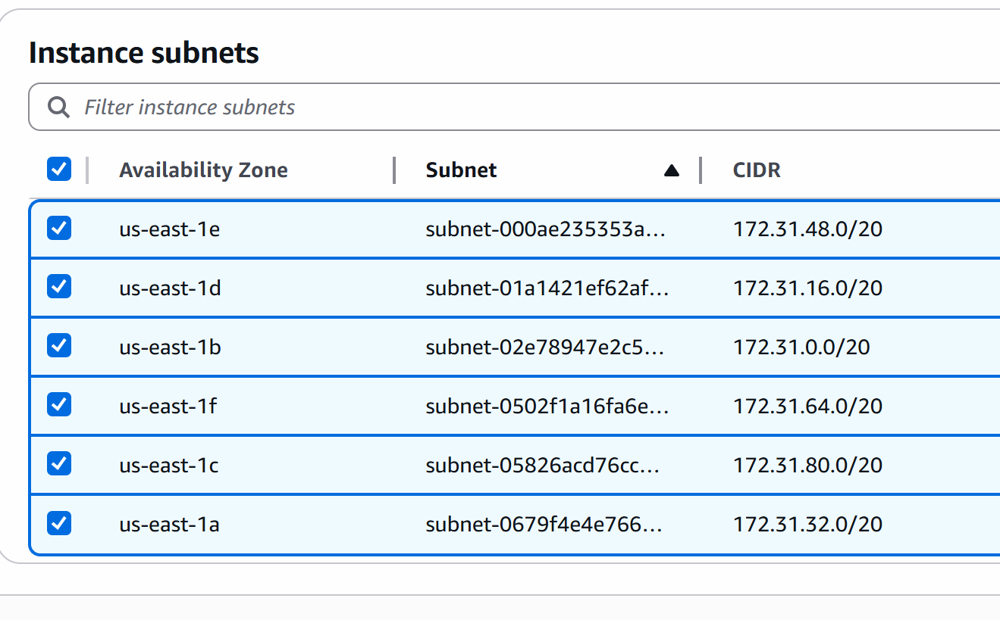 Instance subnets
Filter instance subnets
Availability Zone Subnet CIDR
us-east-1e subnet-000ae235353a... 172.31.48.0/20
us-east-1d subnet-01a1421ef62af... 172.31.16.0/20
us-east-1b subnet-02e78947e2c5... 172.31.0.0/20
us-east-1f subnet-0502f1a16fa6e... 172.31.64.0/20
us-east-1c subnet-05826acd76cc... 172.31.80.0/20
us-east-1a subnet-0679f4e4e766... 172.31.32.0/20